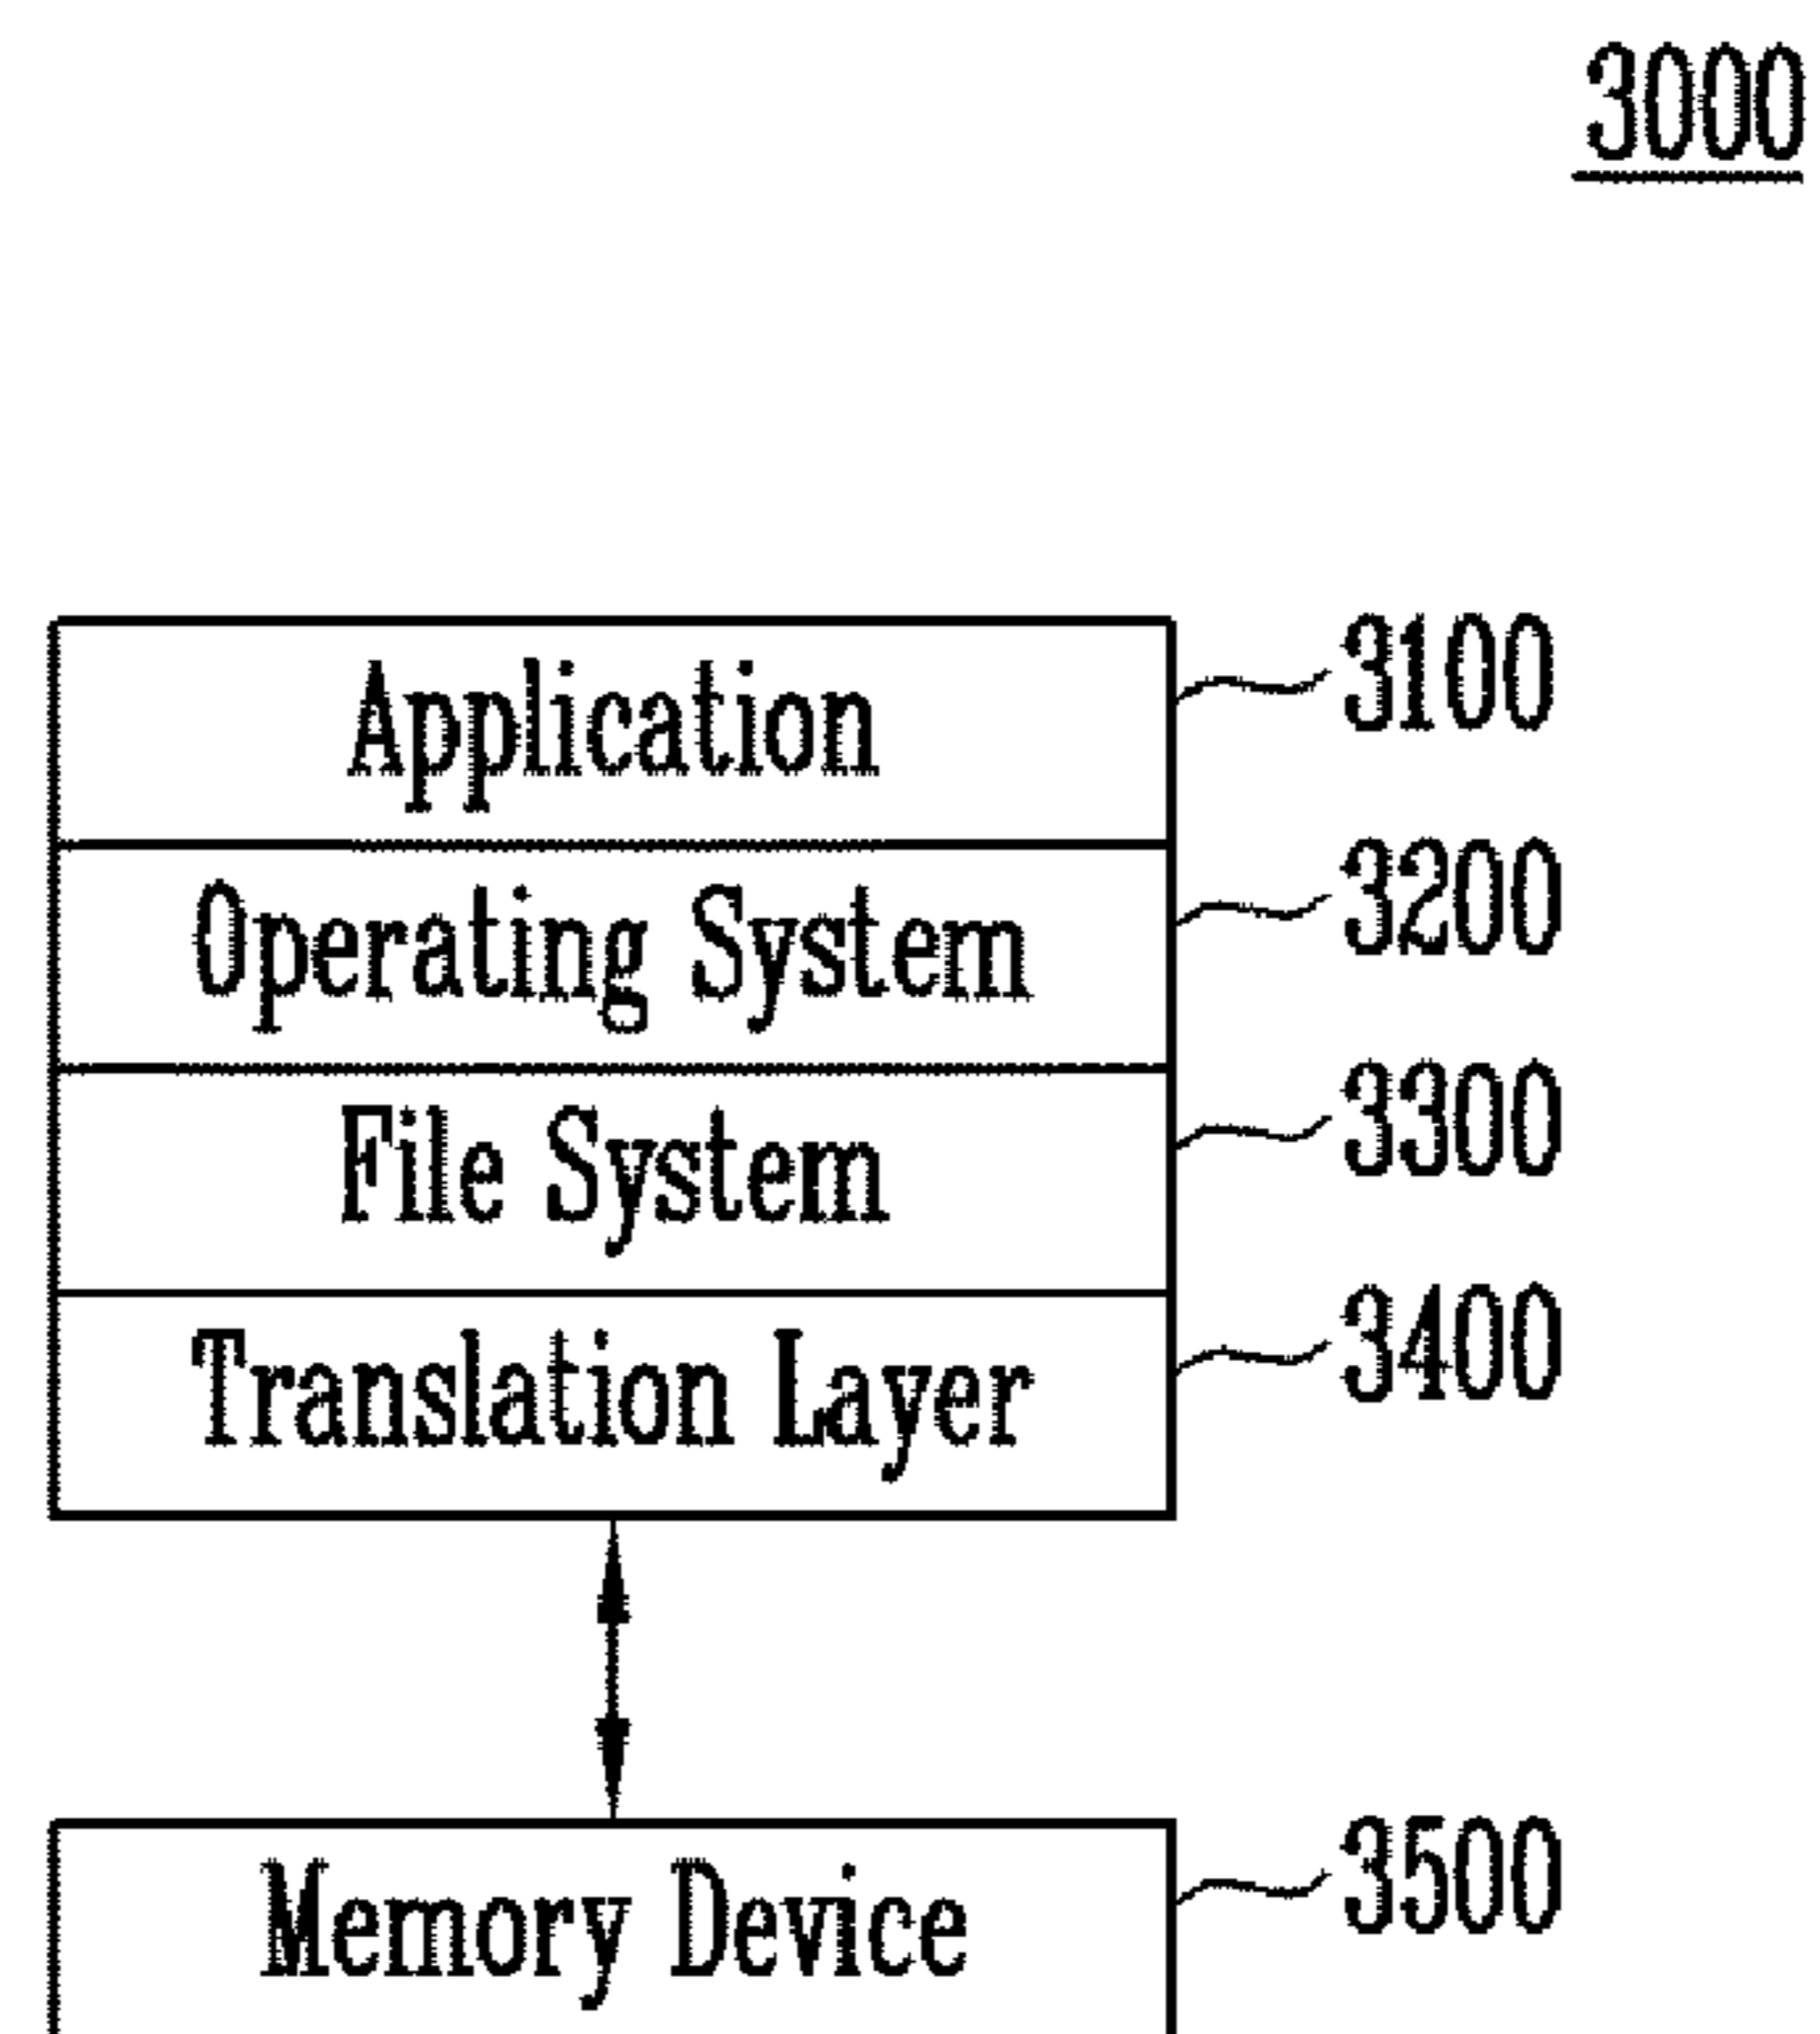 3000
Application 3100
Operating System 3200
File System 3300
Translation Layer 3400
Memory Device 3500